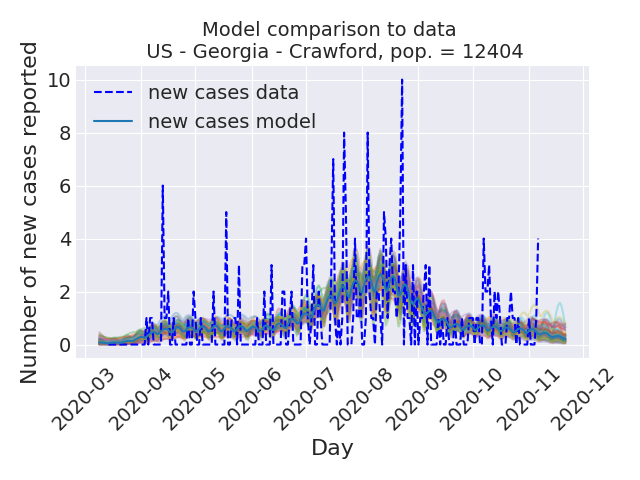 Model comparison to data
US - Georgia - Crawford, pop. = 12404
Number of new cases reported
10
8
6
4
2
0
new cases data
new cases model
2020-03
2020-04
2020-05
2020-06
2020-07
2020-08
2020-09
2020-10
2020-11
2020-12
Day